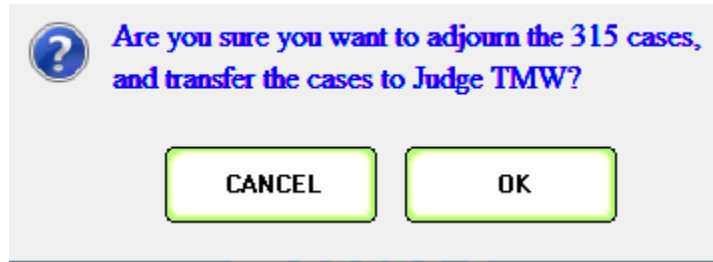 Are you sure you want to adjourn the 315 cases,
and transfer the cases to Judge TMW?
CANCEL OK